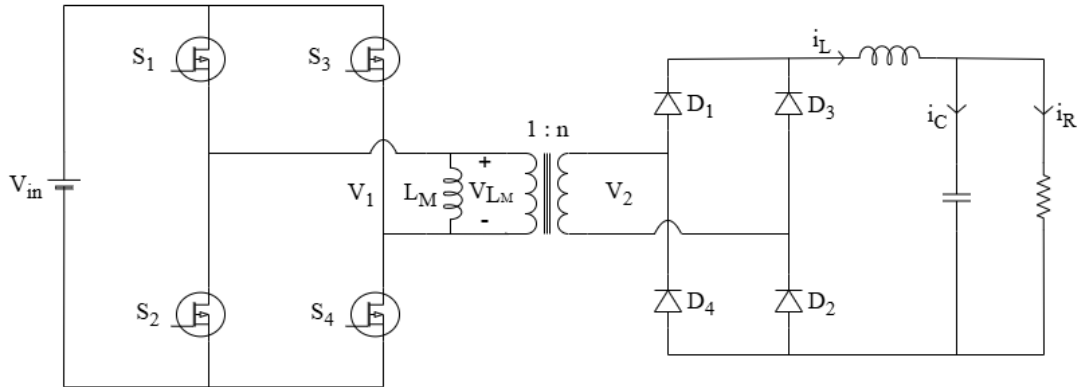 S1
S3
S2
S4
Vin
V1
LM
+
VLM
-
1 : n
V2
D1
D3
D4
D2
iL
iC
iR